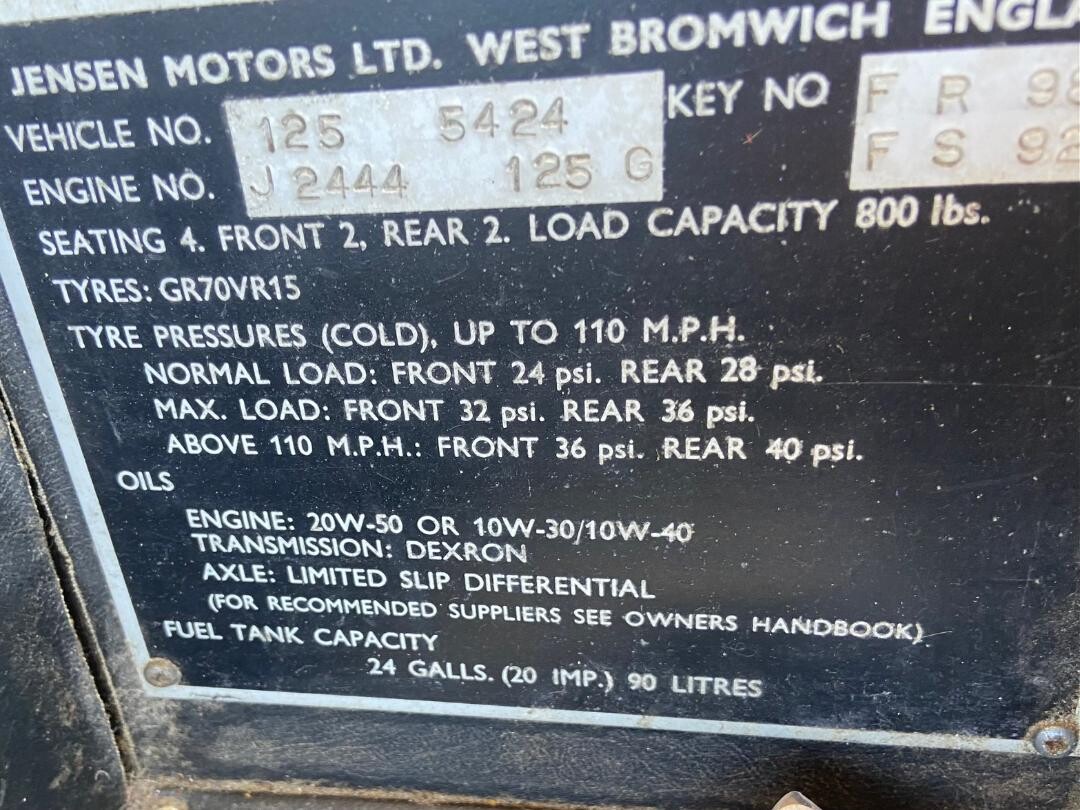 JENSEN MOTORS LTD. WEST BROMWICH
VEHICLE NO. 125 5424 KEY NO F R
ENGINE NO. J 2444 125 G F S
SEATING 4. FRONT 2, REAR 2. LOAD CAPACITY 800 lbs.
TYRES: GR70VR15
TYRE PRESSURES (COLD), UP TO 110 M.P.H.
NORMAL LOAD: FRONT 24 psi. REAR 28 psi.
MAX. LOAD: FRONT 32 psi. REAR 36 psi.
ABOVE 110 M.P.H.: FRONT 36 psi. REAR 40 psi.
OILS
ENGINE: 20W-50 OR 10W-30/10W-40
TRANSMISSION: DEXRON
AXLE: LIMITED SLIP DIFFERENTIAL
(FOR RECOMMENDED SUPPLIERS SEE OWNERS HANDBOOK)
FUEL TANK CAPACITY
24 GALLS. (20 IMP.) 90 LITRES